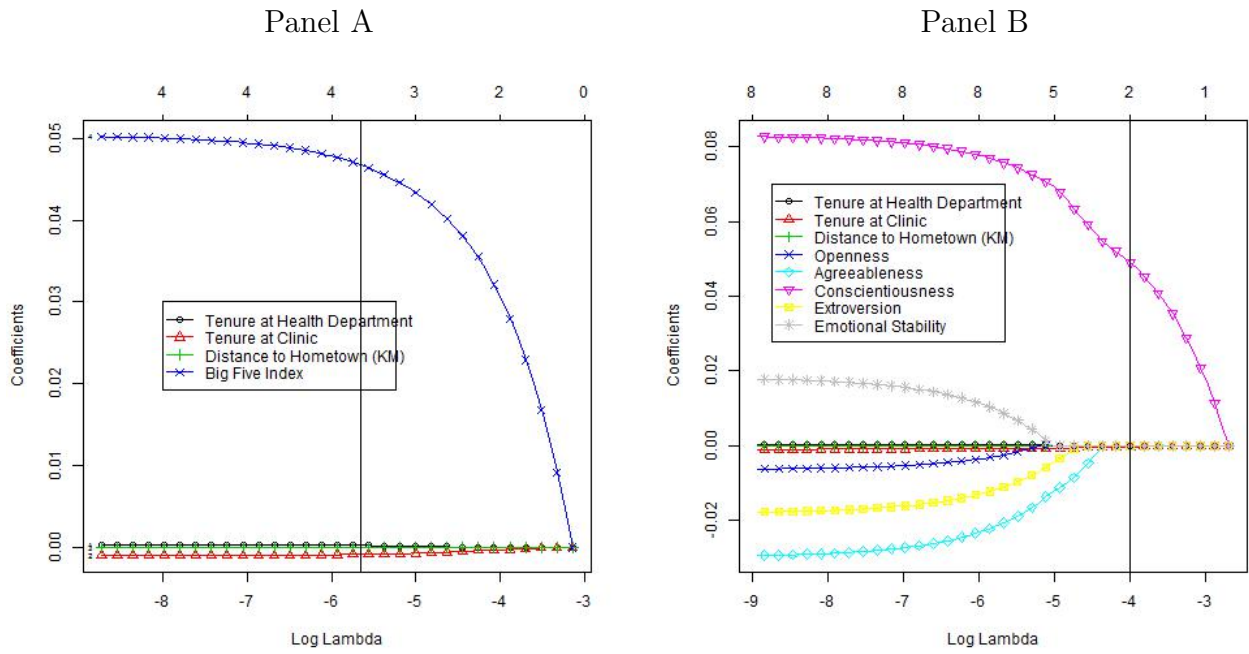 Panel A
4 4 4 3 2 0
Coefficients
0.05
0.04
0.03
0.02
0.01
0.00
Tenure at Health Department
Tenure at Clinic
Distance to Hometown (KM)
Big Five Index
-8 -7 -6 -5 -4 -3
Log Lambda
Panel B
8 8 8 8 5 2 1
Coefficients
0.08
0.06
0.04
0.02
0.00
-0.02
Tenure at Health Department
Tenure at Clinic
Distance to Hometown (KM)
Openness
Agreeableness
Conscientiousness
Extroversion
Emotional Stability
-9 -8 -7 -6 -5 -4 -3
Log Lambda